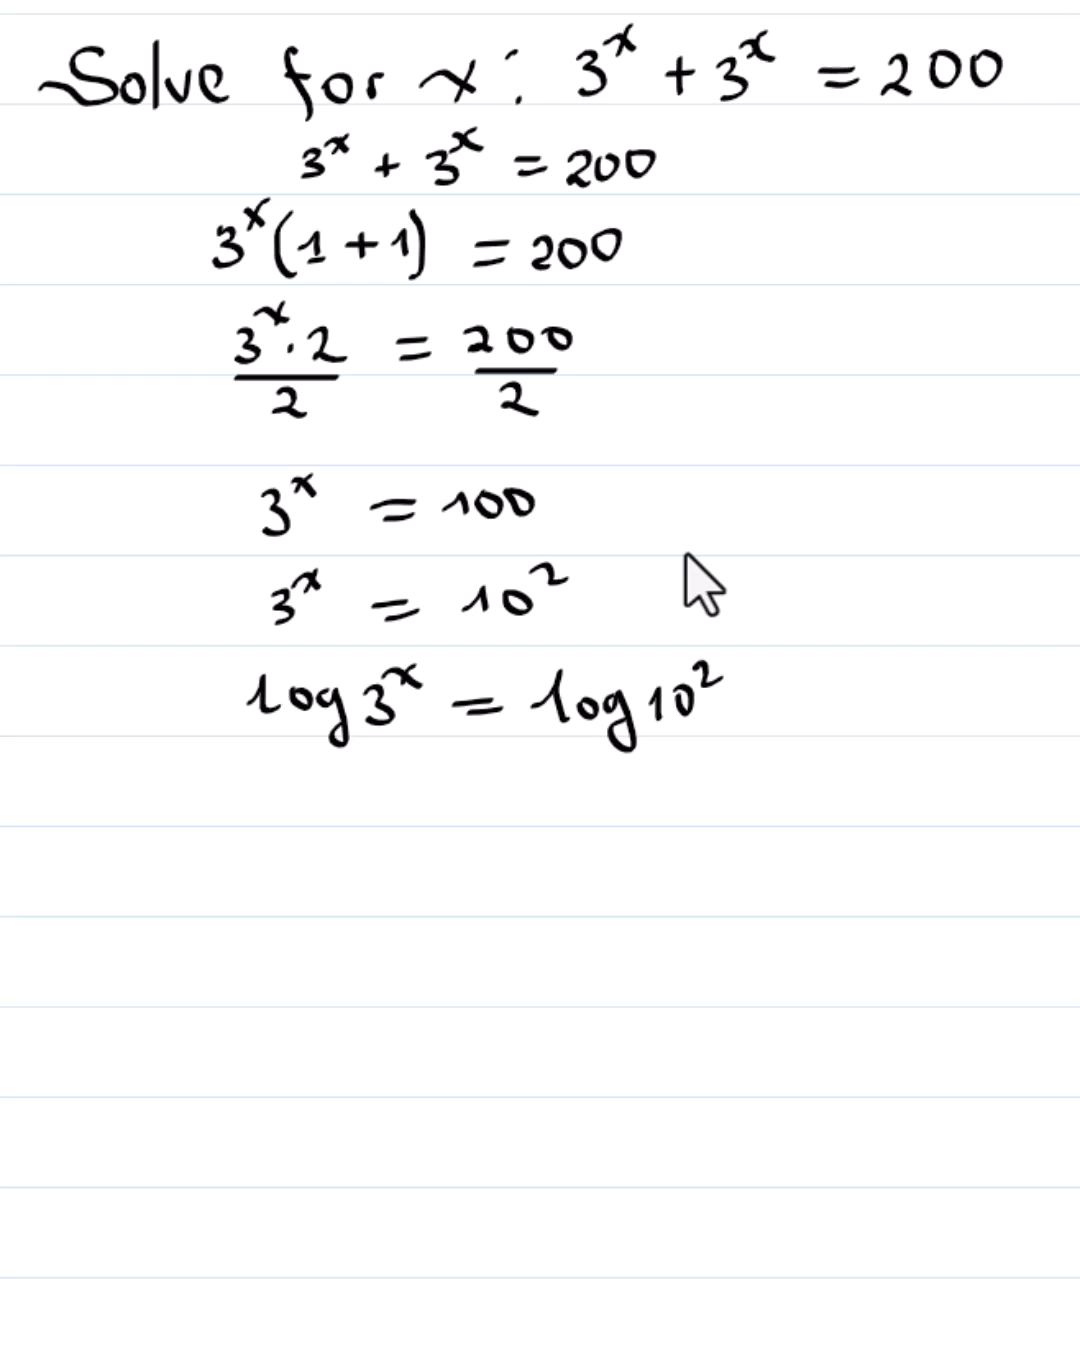 Solve for x: 3^x + 3^x = 200
3^x + 3^x = 200
3^x(1+1) = 200
3^x·2/2 = 200/2
3^x = 100
3^x = 10^2
log 3^x = log 10^2